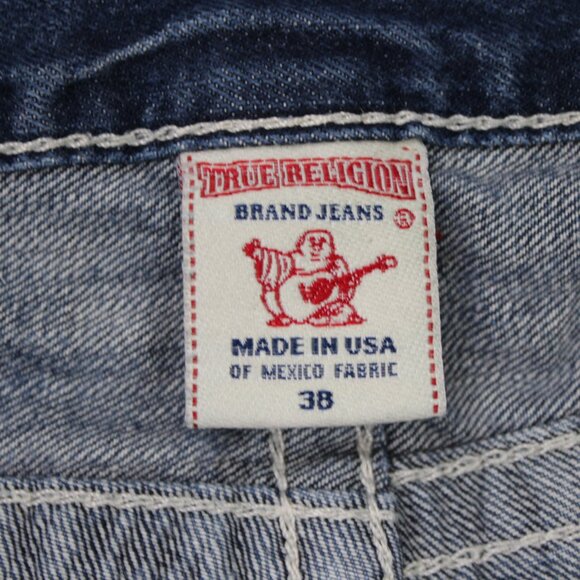 TRUE RELIGION
BRAND JEANS ®
MADE IN USA
OF MEXICO FABRIC
38